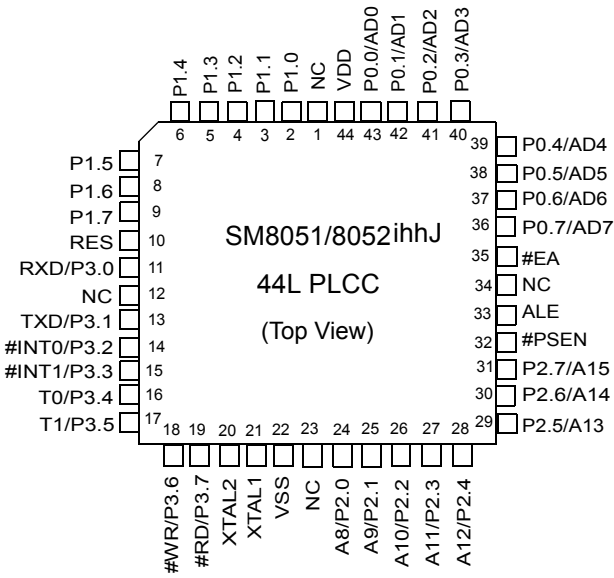 P1.4
P1.3
P1.2
P1.1
P1.0
NC
VDD
P0.0/AD0
P0.1/AD1
P0.2/AD2
P0.3/AD3
6 5 4 3 2 1 44 43 42 41 40
P1.5 7
P1.6 8
P1.7 9
RES 10
RXD/P3.0 11
NC 12
TXD/P3.1 13
#INT0/P3.2 14
#INT1/P3.3 15
T0/P3.4 16
T1/P3.5 17
SM8051/8052ihhJ
44L PLCC
(Top View)
39 P0.4/AD4
38 P0.5/AD5
37 P0.6/AD6
36 P0.7/AD7
35 #EA
34 NC
33 ALE
32 #PSEN
31 P2.7/A15
30 P2.6/A14
29 P2.5/A13
18 19 20 21 22 23 24 25 26 27 28
#WR/P3.6
#RD/P3.7
XTAL2
XTAL1
VSS
NC
A8/P2.0
A9/P2.1
A10/P2.2
A11/P2.3
A12/P2.4